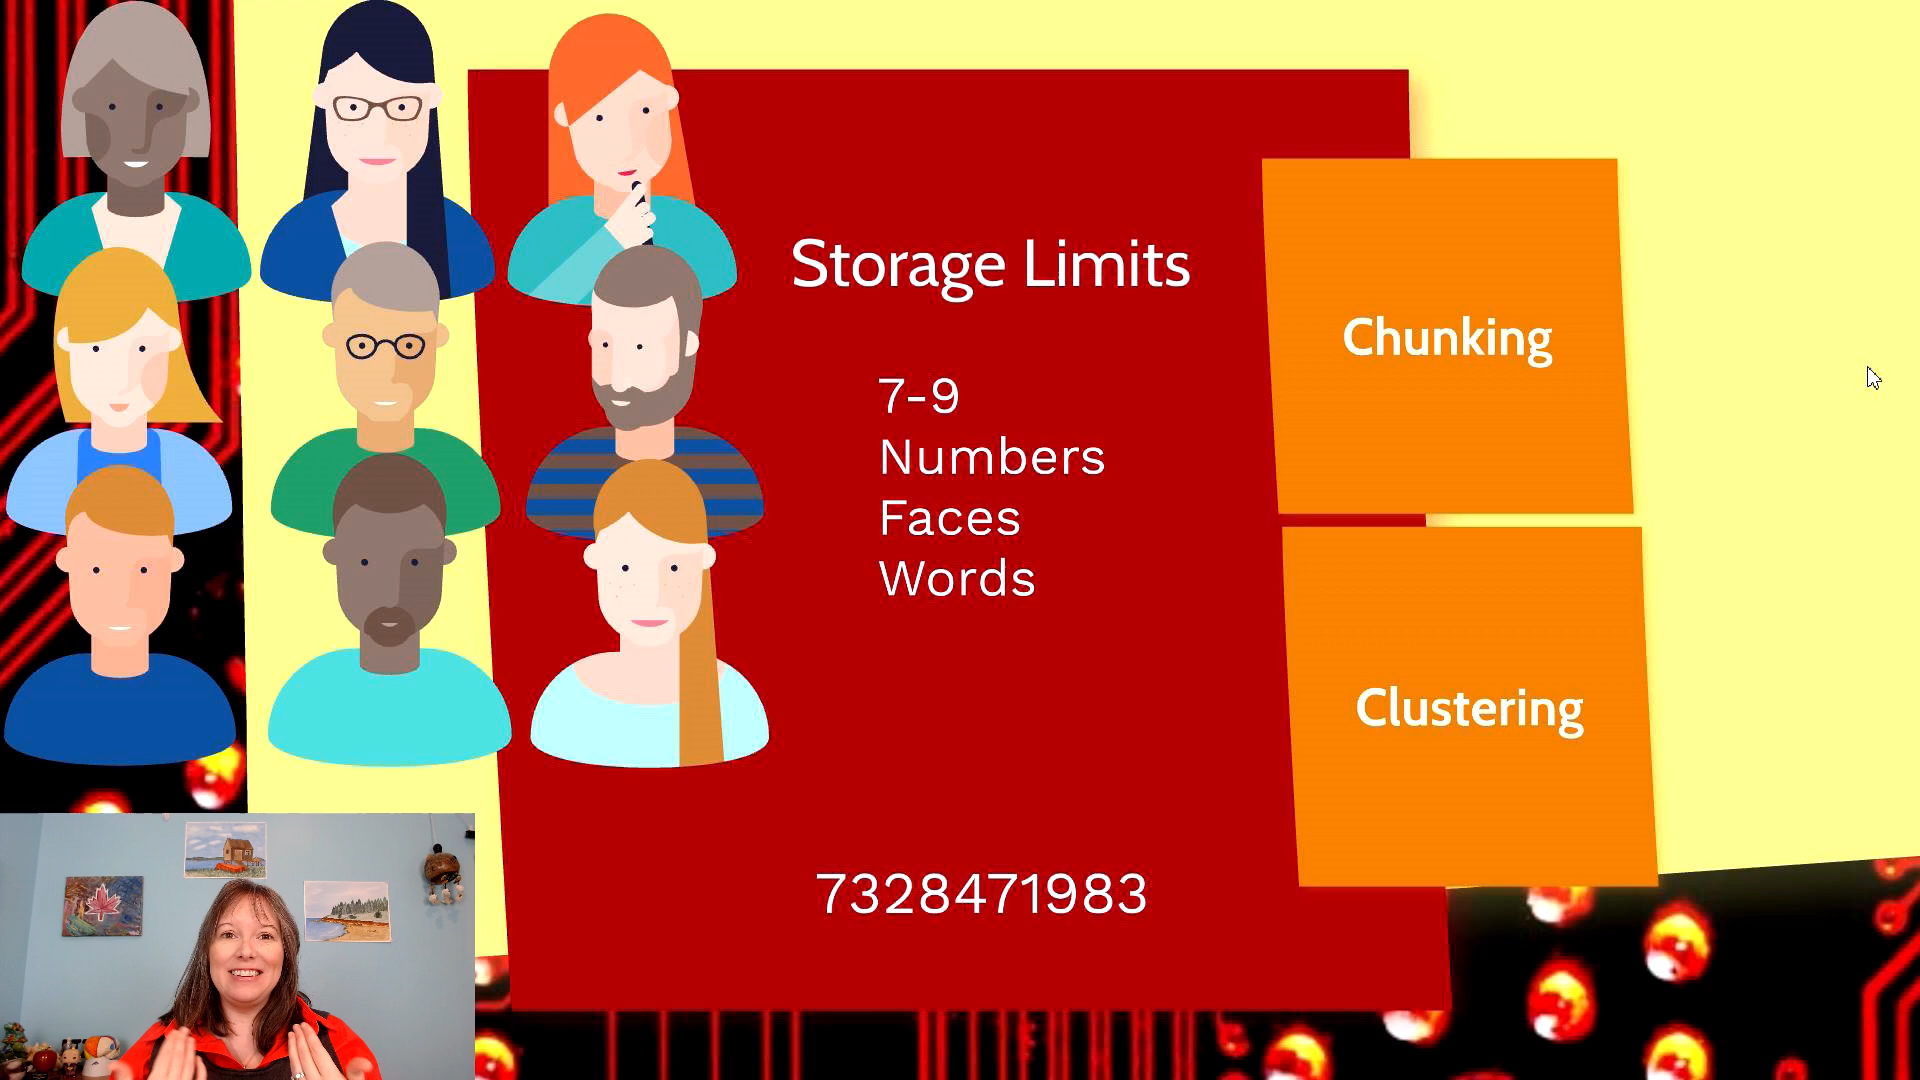 Storage Limits
7-9
Numbers
Faces
Words
7328471983
Chunking
Clustering